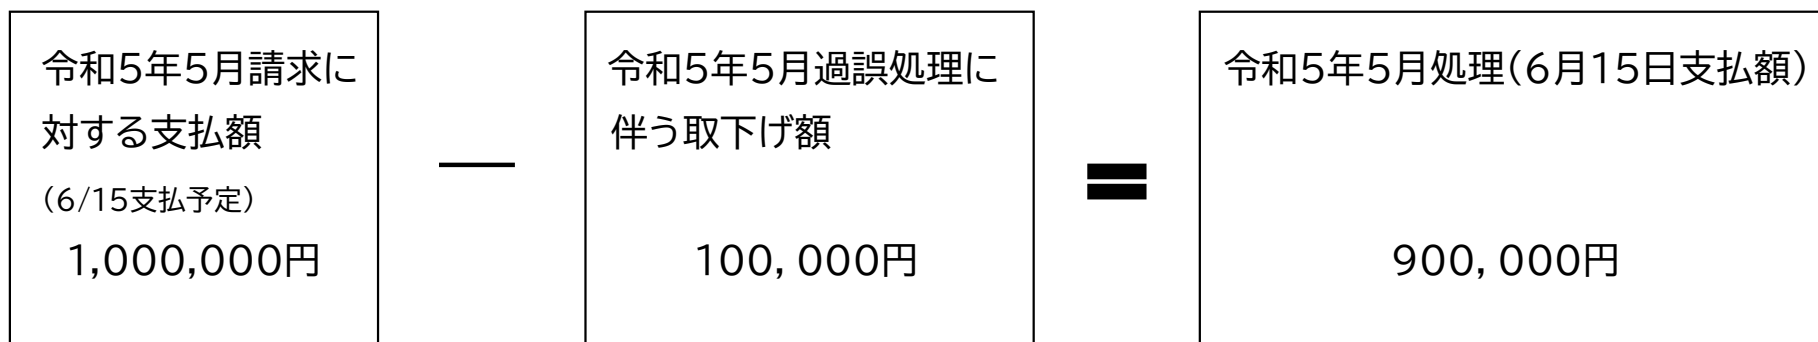 令和5年5月請求に
対する支払額
（6/15支払予定）
1,000,000円
―
令和5年5月過誤処理に
伴う取下げ額
100，000円
＝
令和5年5月処理（6月15日支払額）
900，000円